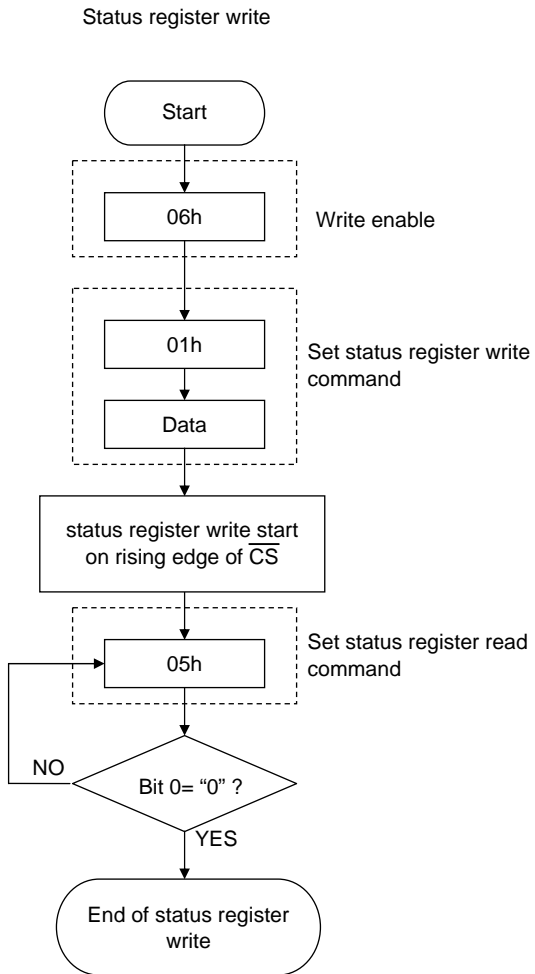 Status register write
Start
06h
Write enable
01h
Set status register write
command
Data
status register write start
on rising edge of C̅S̅
05h
Set status register read
command
NO
Bit 0= “0” ?
YES
End of status register
write